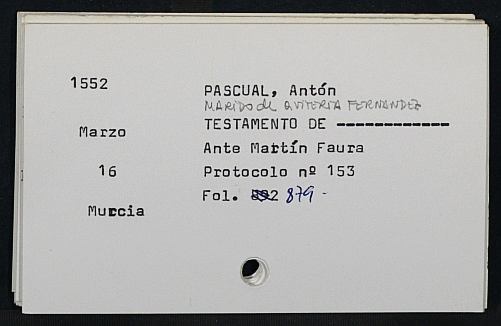 1552
Marzo
16
Murcia
PASCUAL, Antón
MARIDO de QUITERIA FERNANDEZ
TESTAMENTO DE ------------
Ante Martín Faura
Protocolo nº 153
Fol. 892 879-